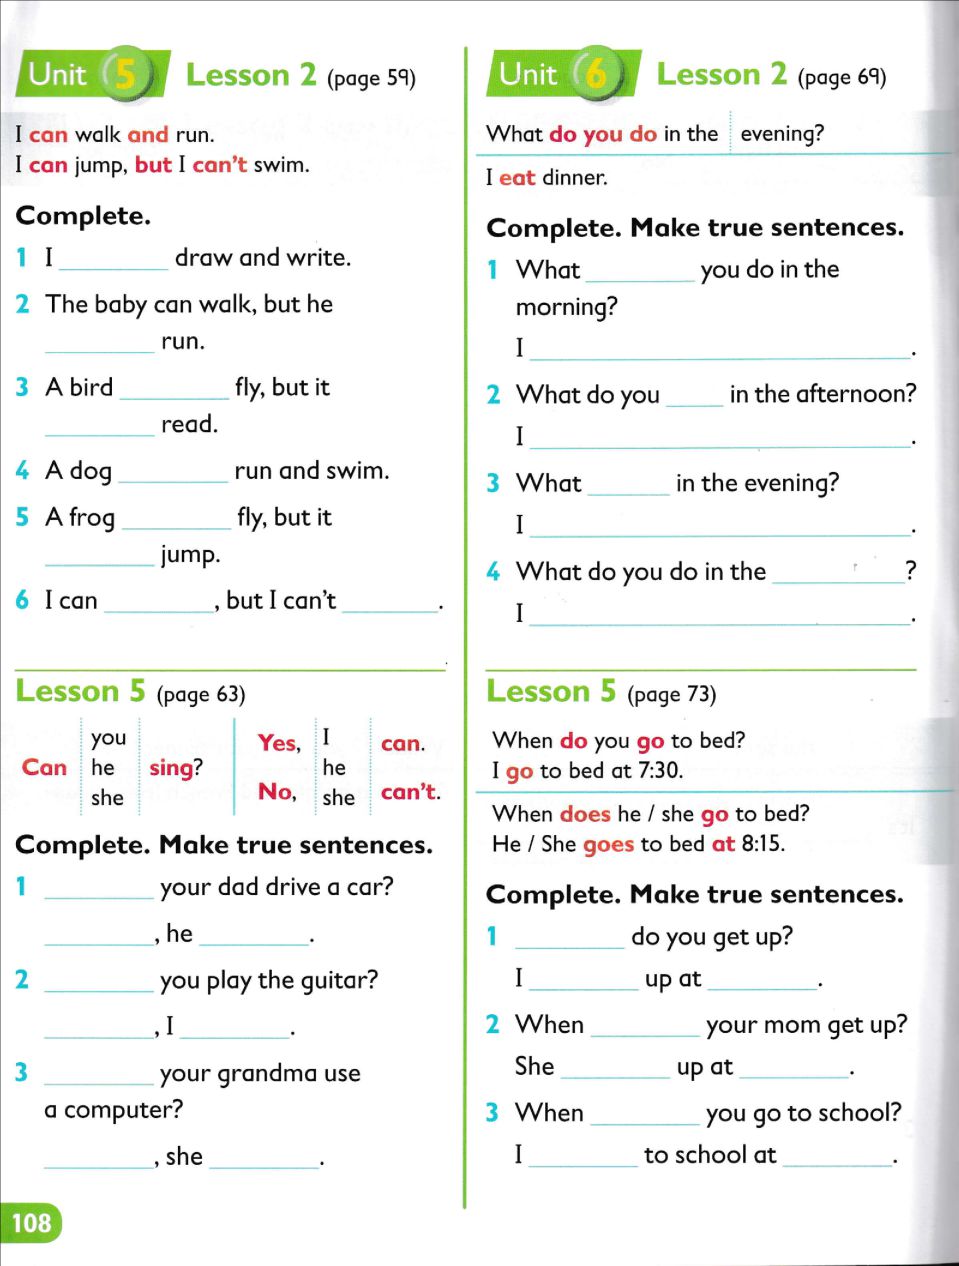 Unit 5 Lesson 2 (page 59)
I can walk and run.
I can jump, but I can't swim.
Complete.
1 I ________ draw and write.
2 The baby can walk, but he
________ run.
3 A bird ________ fly, but it
________ read.
4 A dog ________ run and swim.
5 A frog ________ fly, but it
________ jump.
6 I can ________, but I can't ________.
Lesson 5 (page 63)
you
Can he sing?
she
Yes, I can.
he
No, she can't.
Complete. Make true sentences.
1 ________ your dad drive a car?
________, he ________.
2 ________ you play the guitar?
________, I ________.
3 ________ your grandma use
a computer?
________, she ________.
108
Unit 6 Lesson 2 (page 69)
What do you do in the evening?
I eat dinner.
Complete. Make true sentences.
1 What ________ you do in the
morning?
I ________.
2 What do you ________ in the afternoon?
I ________.
3 What ________ in the evening?
I ________.
4 What do you do in the ________?
I ________.
Lesson 5 (page 73)
When do you go to bed?
I go to bed at 7:30.
When does he / she go to bed?
He / She goes to bed at 8:15.
Complete. Make true sentences.
1 ________ do you get up?
I ________ up at ________.
2 When ________ your mom get up?
She ________ up at ________.
3 When ________ you go to school?
I ________ to school at ________.